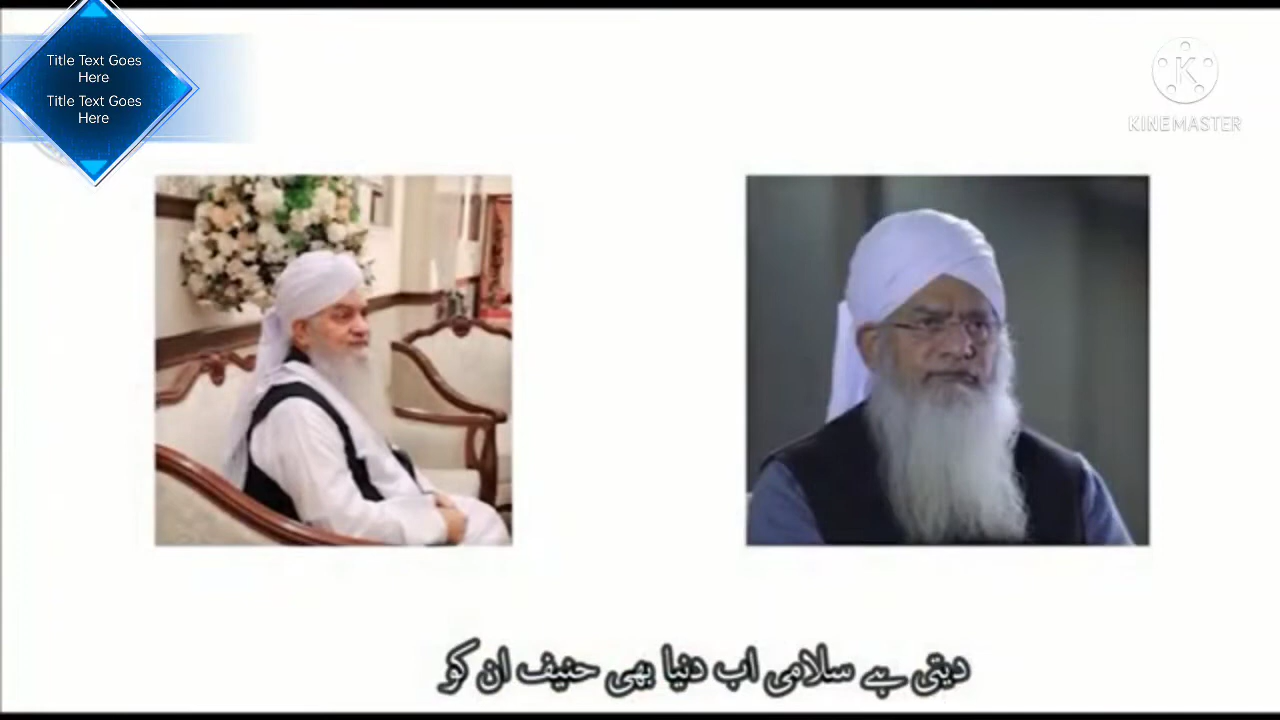 Title Text Goes
Here
Title Text Goes
Here
KINEMASTER
دیتی ہے سلامی اب دنیا بھی حنیف ان کو